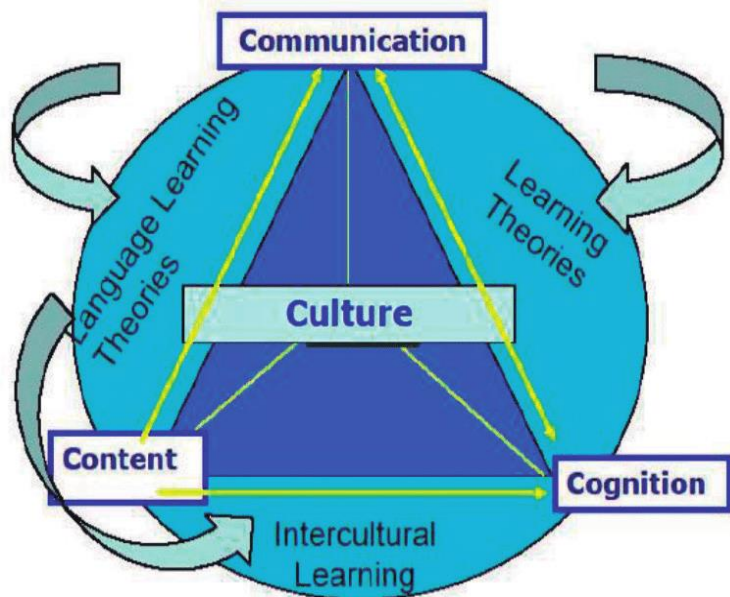 Communication
Language Learning
Theories
Learning
Theories
Culture
Content
Cognition
Intercultural
Learning